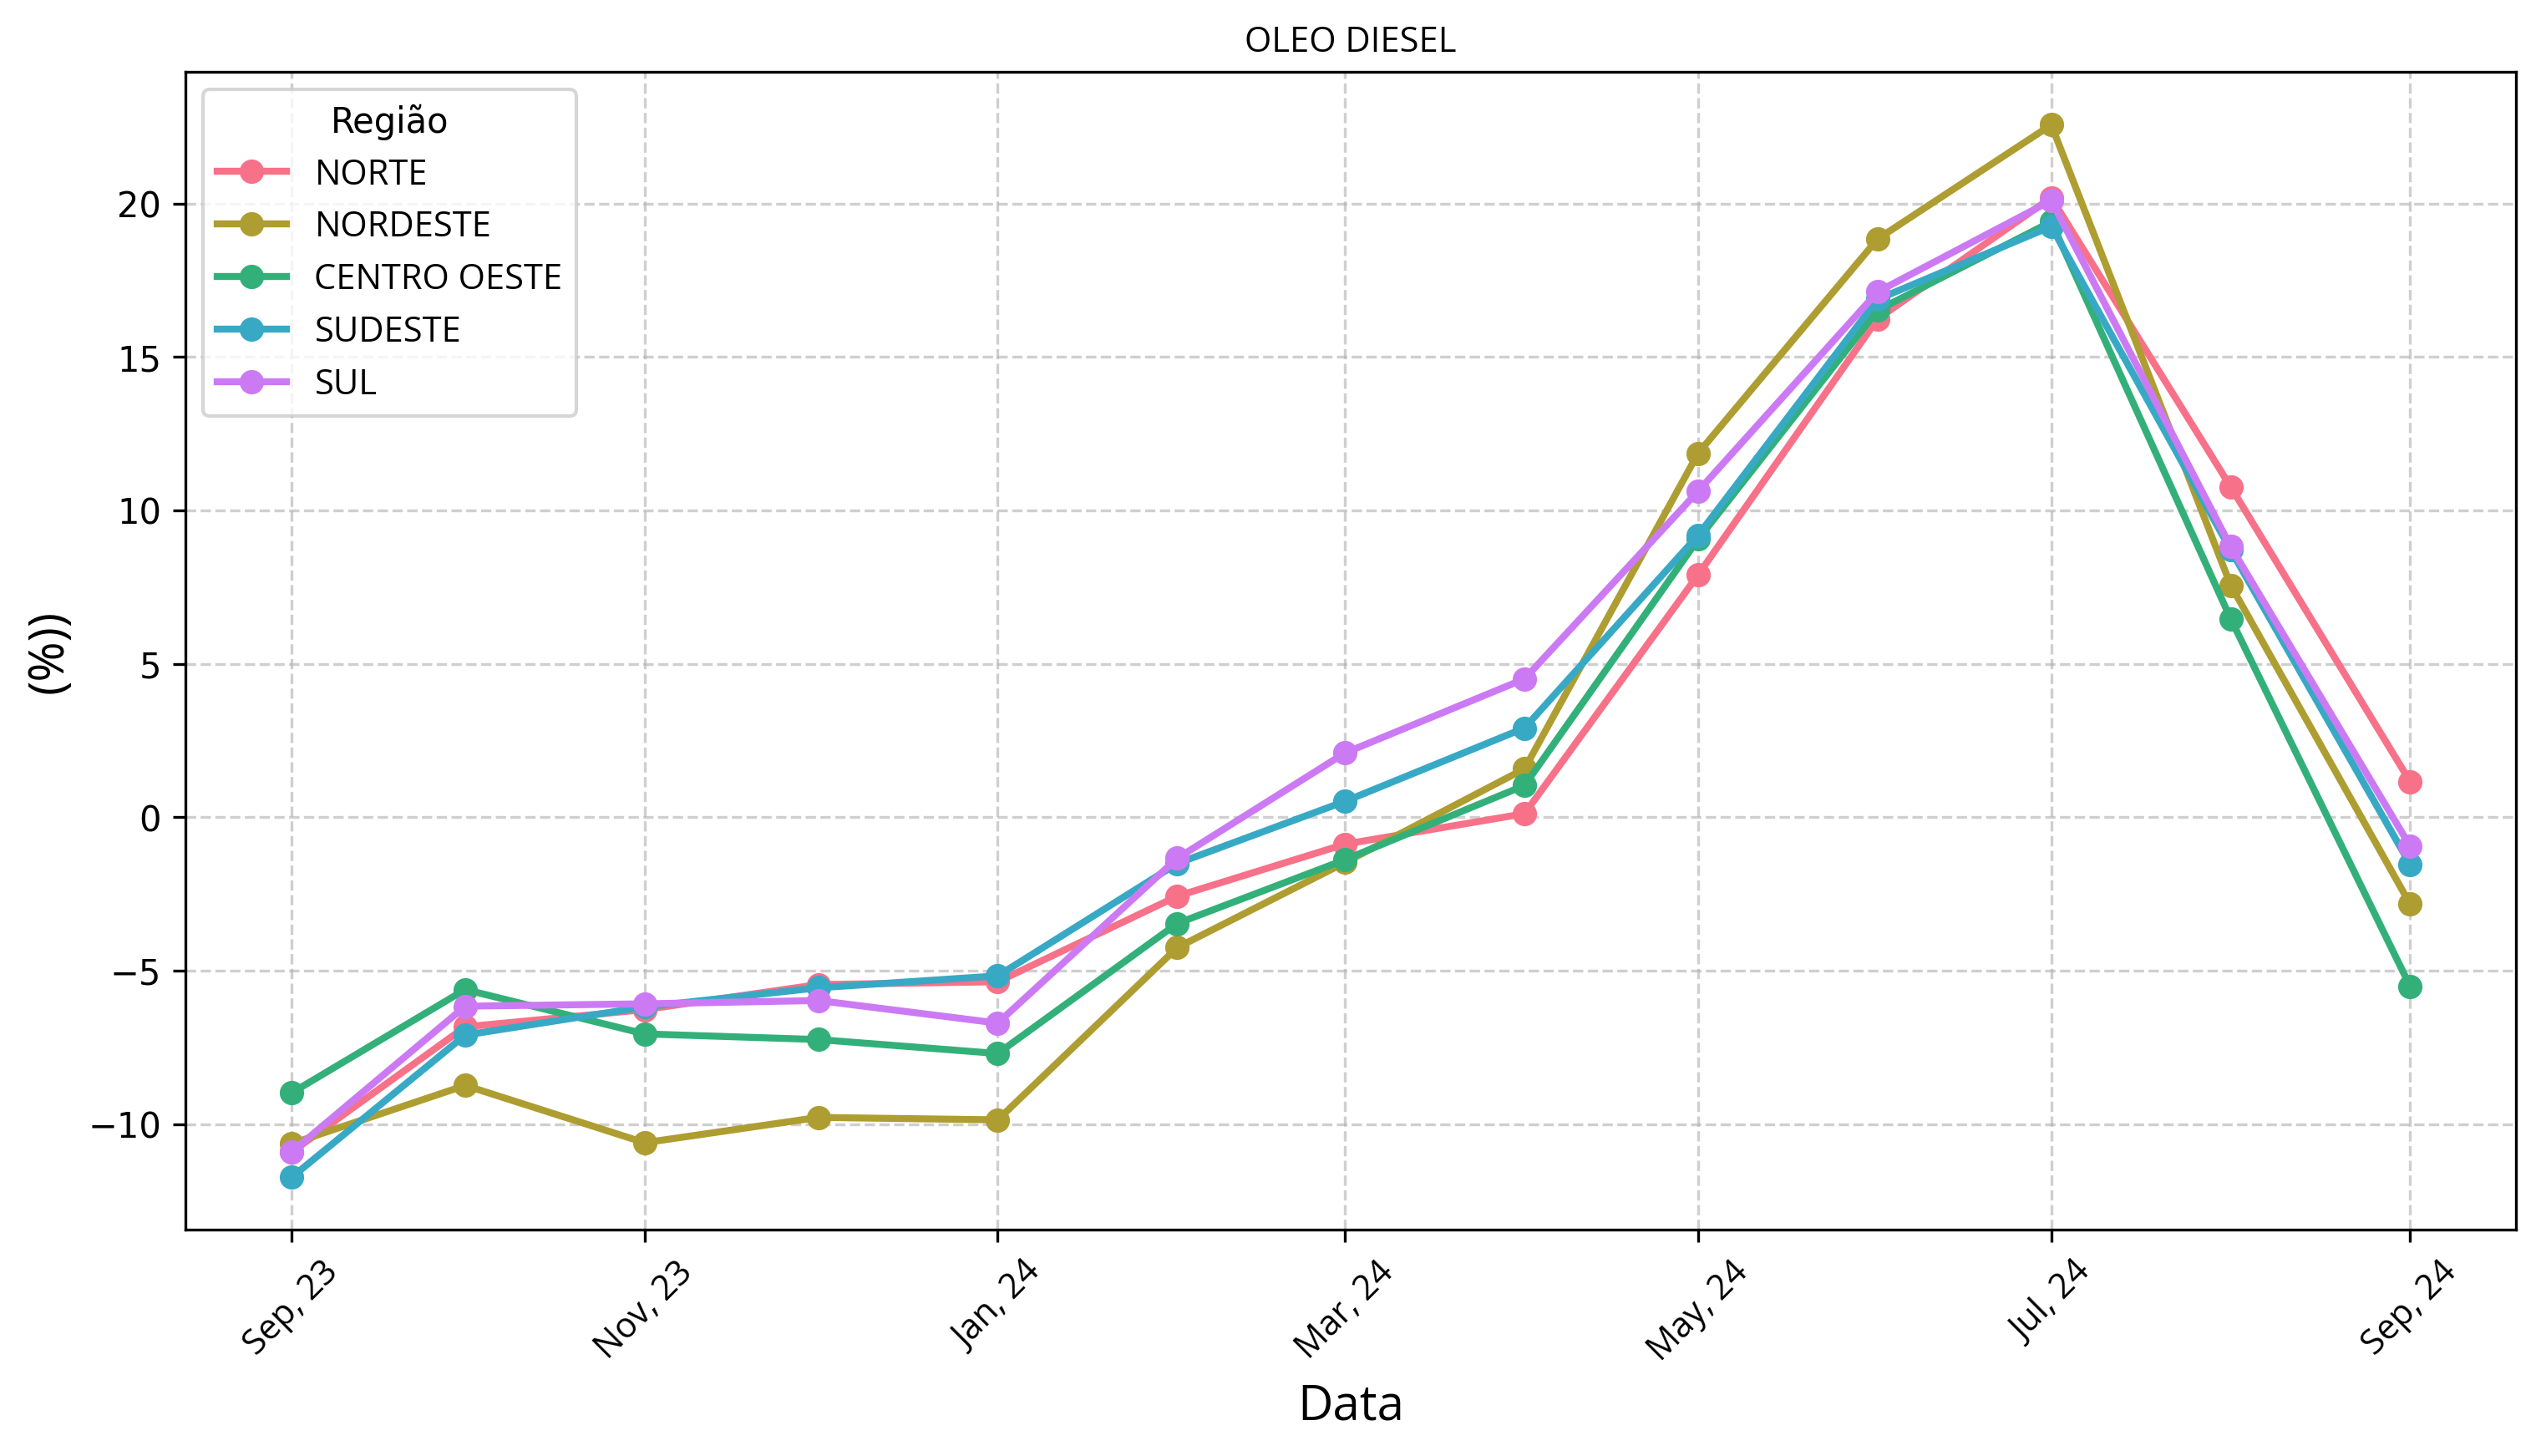 OLEO DIESEL
Região
NORTE
NORDESTE
CENTRO OESTE
SUDESTE
SUL
(%))
20
15
10
5
0
−5
−10
Sep, 23
Nov, 23
Jan, 24
Mar, 24
May, 24
Jul, 24
Sep, 24
Data